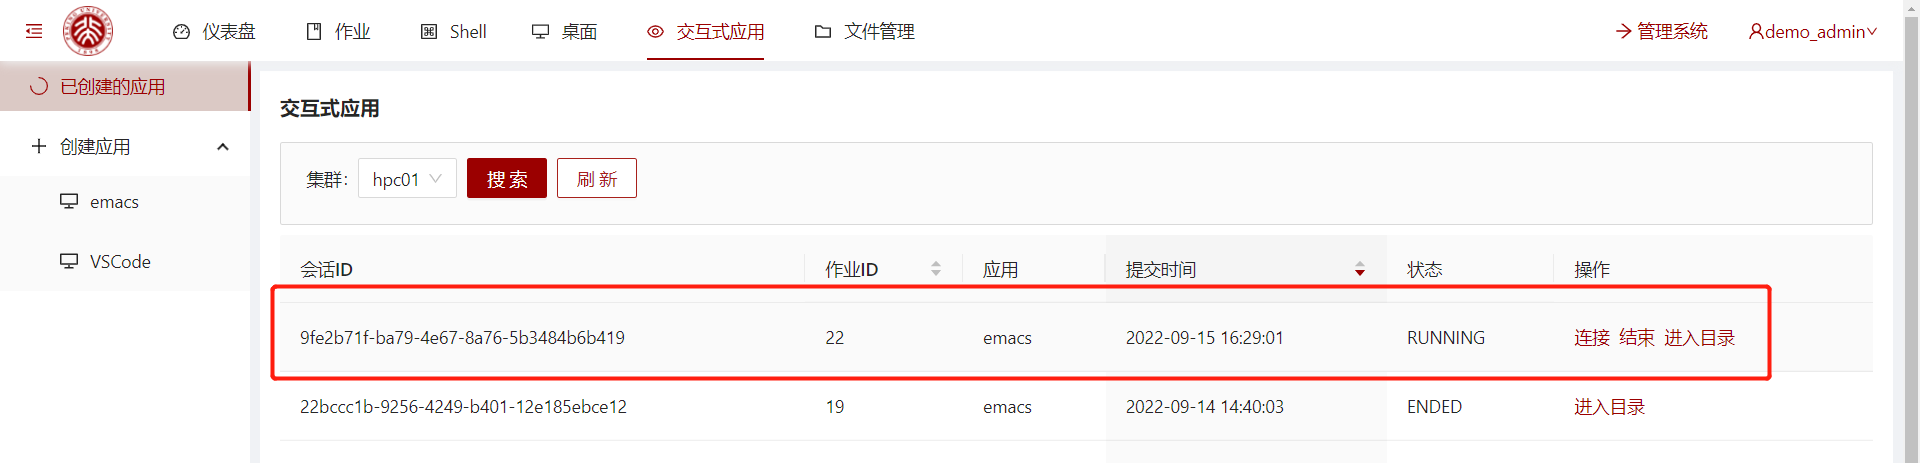 仪表盘 作业 Shell 桌面 交互式应用 文件管理 管理系统 demo_admin
已创建的应用
创建应用
emacs
VSCode
交互式应用
集群: hpc01 搜索 刷新
会话ID 作业ID 应用 提交时间 状态 操作
9fe2b71f-ba79-4e67-8a76-5b3484b6b419 22 emacs 2022-09-15 16:29:01 RUNNING 连接 结束 进入目录
22bccc1b-9256-4249-b401-12e185ebce12 19 emacs 2022-09-14 14:40:03 ENDED 进入目录